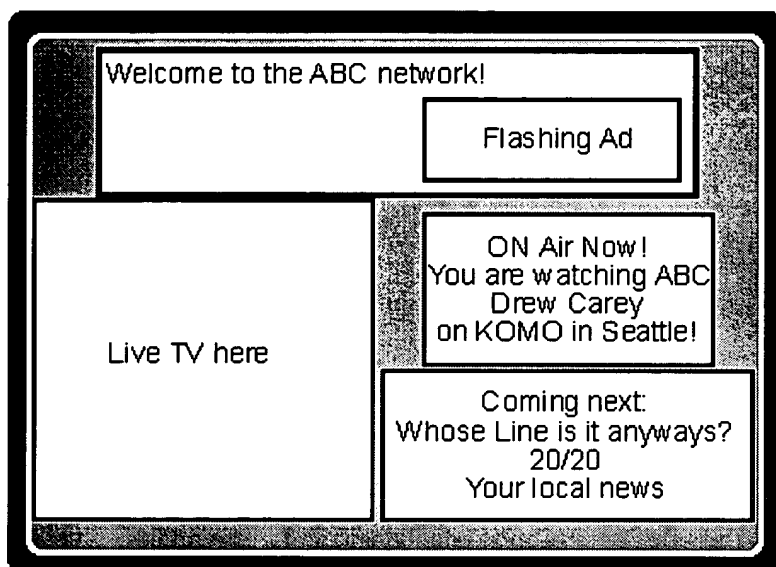 Welcome to the ABC network!
Flashing Ad
ON Air Now!
You are watching ABC
Drew Carey
on KOMO in Seattle!
Live TV here
Coming next:
Whose Line is it anyways?
20/20
Your local news